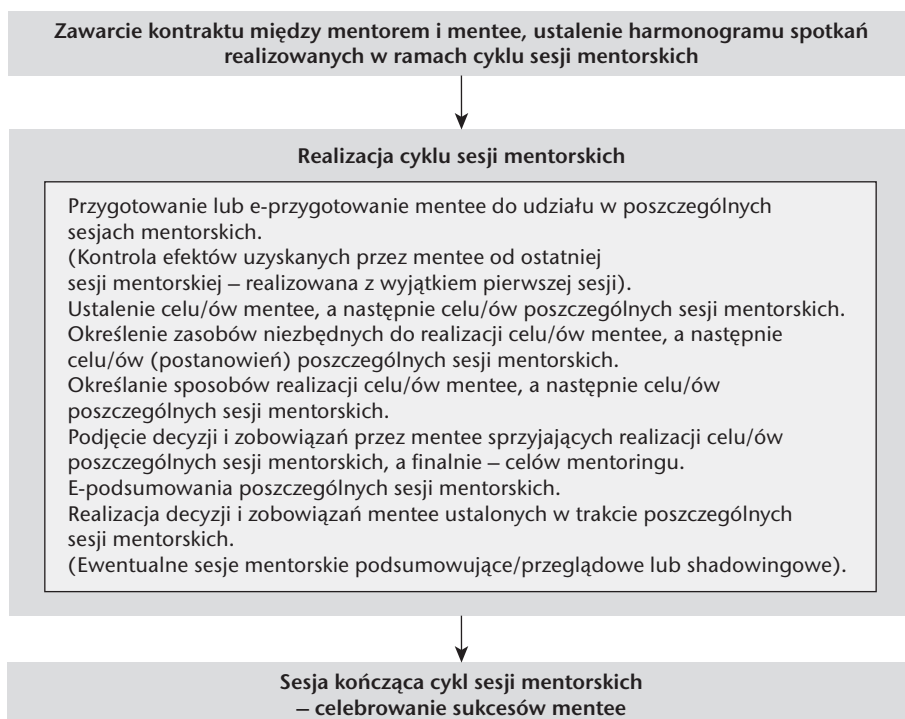 Zawarcie kontraktu między mentorem i mentee, ustalenie harmonogramu spotkań
realizowanych w ramach cyklu sesji mentorskich
Realizacja cyklu sesji mentorskich
Przygotowanie lub e-przygotowanie mentee do udziału w poszczególnych
sesjach mentorskich.
(Kontrola efektów uzyskanych przez mentee od ostatniej
sesji mentorskiej – realizowana z wyjątkiem pierwszej sesji).
Ustalenie celu/ów mentee, a następnie celu/ów poszczególnych sesji mentorskich.
Określenie zasobów niezbędnych do realizacji celu/ów mentee, a następnie
celu/ów (postanowień) poszczególnych sesji mentorskich.
Określanie sposobów realizacji celu/ów mentee, a następnie celu/ów
poszczególnych sesji mentorskich.
Podjęcie decyzji i zobowiązań przez mentee sprzyjających realizacji celu/ów
poszczególnych sesji mentorskich, a finalnie – celów mentoringu.
E-podsumowania poszczególnych sesji mentorskich.
Realizacja decyzji i zobowiązań mentee ustalonych w trakcie poszczególnych
sesji mentorskich.
(Ewentualne sesje mentorskie podsumowujące/przeglądowe lub shadowingowe).
Sesja kończąca cykl sesji mentorskich
– celebrowanie sukcesów mentee